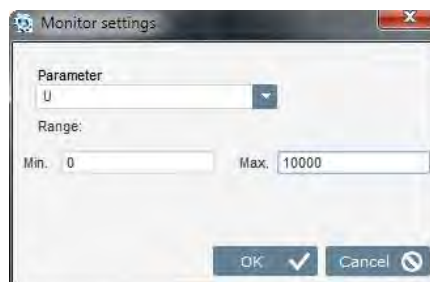 Monitor settings
Parameter
U
Range:
Min. 0 Max. 10000
OK Cancel